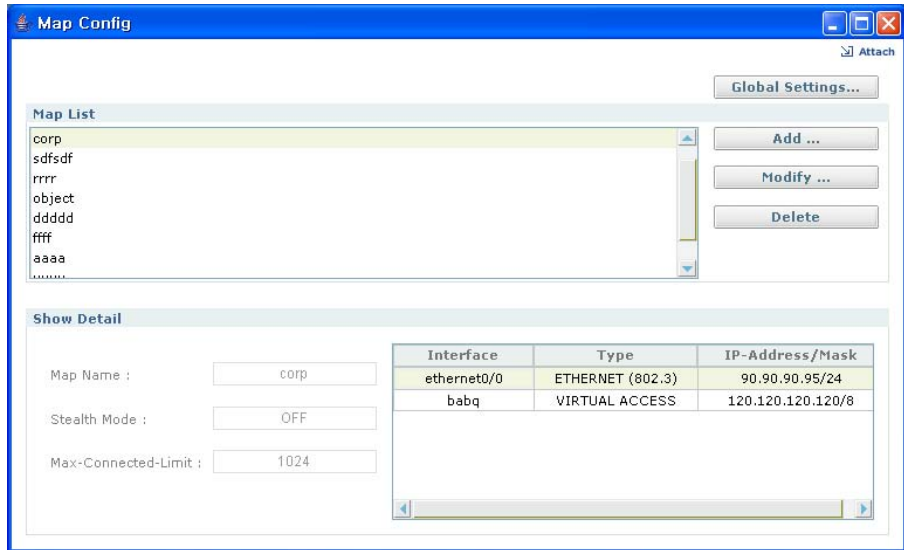 Map Config
Attach
Global Settings...
Map List
corp
sdfsdf
rrrr
object
ddddd
ffff
aaaa
Add ...
Modify ...
Delete
Show Detail
Map Name : corp
Stealth Mode : OFF
Max-Connected-Limit : 1024
Interface Type IP-Address/Mask
ethernet0/0 ETHERNET (802.3) 90.90.90.95/24
babq VIRTUAL ACCESS 120.120.120.120/8